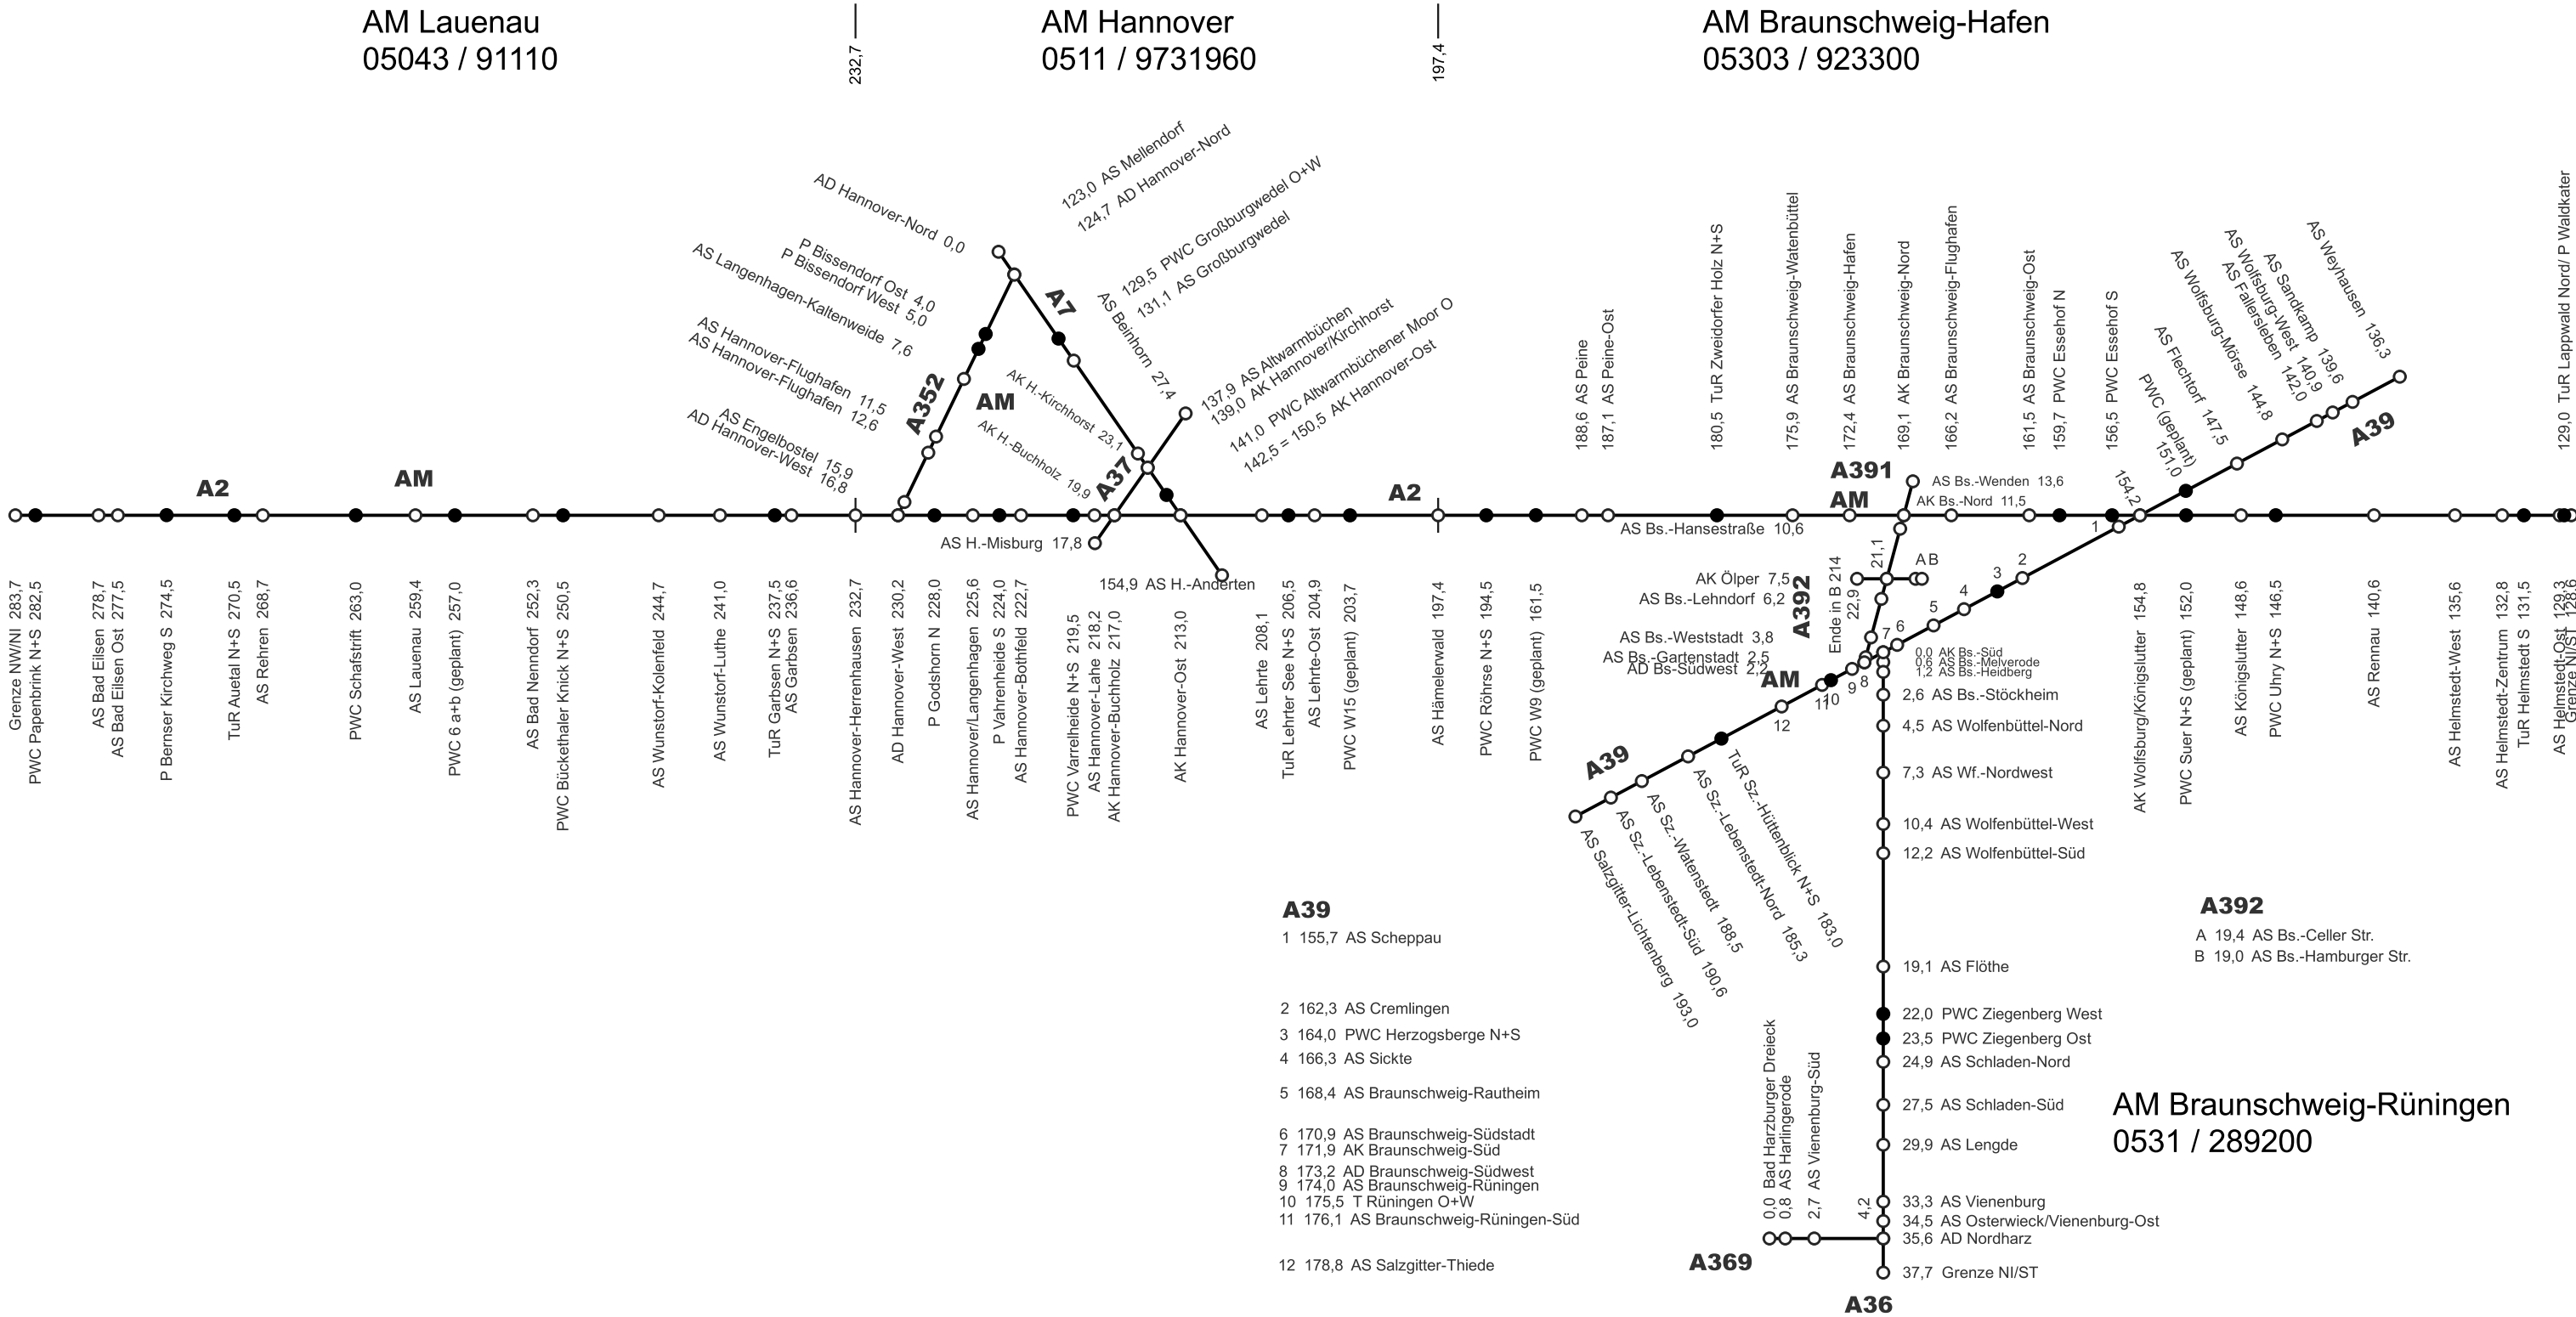 AM Lauenau
05043 / 91110
232,7
AM Hannover
0511 / 9731960
197,4
AM Braunschweig-Hafen
05303 / 923300
123,0 AS Mellendorf
124,7 AD Hannover-Nord
129,5 PWC Großburgwedel O+W
131,1 AS Großburgwedel
137,9 AS Altwarmbüchen
139,0 AK Hannover/Kirchhorst
141,0 PWC Altwarmbüchener Moor O
142,5 = 150,5 AK Hannover-Ost
154,9 AS H.-Anderten
A7
AD Hannover-Nord 0,0
P Bissendorf Ost 4,0
P Bissendorf West 5,0
AS Langenhagen-Kaltenweide 7,6
AS Hannover-Flughafen 11,5
AS Hannover-Flughafen 12,6
AS Engelbostel 15,9
AD Hannover-West 16,8
A352
AM
AS Beinhorn 27,4
AK H.-Kirchhorst 23,1
AK H.-Buchholz 19,9
AS H.-Misburg 17,8
A37
A2
AM
A2
188,6 AS Peine
187,1 AS Peine-Ost
180,5 TuR Zweidorfer Holz N+S
175,9 AS Braunschweig-Watenbüttel
172,4 AS Braunschweig-Hafen
169,1 AK Braunschweig-Nord
166,2 AS Braunschweig-Flughafen
161,5 AS Braunschweig-Ost
159,7 PWC Essehof N
156,5 PWC Essehof S
129,0 TuR Lappwald Nord/ P Waldkater
154,2
PWC (geplant)
151,0
AS Flechtorf 147,5
AS Wolfsburg-Mörse 144,8
AS Fallersleben 142,0
AS Wolfsburg-West 140,9
AS Sandkamp 139,6
AS Weyhausen 136,3
A39
A391
AM
AS Bs.-Wenden 13,6
AK Bs.-Nord 11,5
AS Bs.-Hansestraße 10,6
AK Ölper 7,5
AS Bs.-Lehndorf 6,2
AS Bs.-Weststadt 3,8
AS Bs.-Gartenstadt 2,5
AD Bs-Südwest 2,2
A392
Ende in B 214
22,9
21,1
A B
1
2
3
4
5
6
7
8
9
10
11
12
AM
A39
Grenze NW/NI 283,7
PWC Papenbrink N+S 282,5
AS Bad Eilsen 278,7
AS Bad Eilsen Ost 277,5
P Bernser Kirchweg S 274,5
TuR Auetal N+S 270,5
AS Rehren 268,7
PWC Schafstrift 263,0
AS Lauenau 259,4
PWC 6 a+b (geplant) 257,0
AS Bad Nenndorf 252,3
PWC Bückethaler Knick N+S 250,5
AS Wunstorf-Kolenfeld 244,7
AS Wunstorf-Luthe 241,0
TuR Garbsen N+S 237,5
AS Garbsen 236,6
AS Hannover-Herrenhausen 232,7
AD Hannover-West 230,2
P Godshorn N 228,0
AS Hannover/Langenhagen 225,6
P Vahrenheide S 224,0
AS Hannover-Bothfeld 222,7
PWC Varrelheide N+S 219,5
AS Hannover-Lahe 218,2
AK Hannover-Buchholz 217,0
AK Hannover-Ost 213,0
AS Lehrte 208,1
TuR Lehrter See N+S 206,5
AS Lehrte-Ost 204,9
PWC W15 (geplant) 203,7
AS Hämelerwald 197,4
PWC Röhrse N+S 194,5
PWC W9 (geplant) 161,5
AK Wolfsburg/Königslutter 154,8
PWC Suer N+S (geplant) 152,0
AS Königslutter 148,6
PWC Uhry N+S 146,5
AS Rennau 140,6
AS Helmstedt-West 135,6
AS Helmstedt-Zentrum 132,8
TuR Helmstedt S 131,5
AS Helmstedt-Ost 129,3
Grenze NI/ST 128,6
0,0 AK Bs.-Süd
0,6 AS Bs.-Melverode
1,2 AS Bs.-Heidberg
2,6 AS Bs.-Stöckheim
4,5 AS Wolfenbüttel-Nord
7,3 AS Wf.-Nordwest
10,4 AS Wolfenbüttel-West
12,2 AS Wolfenbüttel-Süd
19,1 AS Flöthe
22,0 PWC Ziegenberg West
23,5 PWC Ziegenberg Ost
24,9 AS Schladen-Nord
27,5 AS Schladen-Süd
29,9 AS Lengde
33,3 AS Vienenburg
34,5 AS Osterwieck/Vienenburg-Ost
35,6 AD Nordharz
37,7 Grenze NI/ST
A36
TuR Sz.-Hüttenblick N+S 183,0
AS Sz.-Lebenstedt-Nord 185,3
AS Sz.-Watenstedt 188,5
AS Sz.-Lebenstedt-Süd 190,6
AS Salzgitter-Lichtenberg 193,0
A39
1 155,7 AS Scheppau
2 162,3 AS Cremlingen
3 164,0 PWC Herzogsberge N+S
4 166,3 AS Sickte
5 168,4 AS Braunschweig-Rautheim
6 170,9 AS Braunschweig-Südstadt
7 171,9 AK Braunschweig-Süd
8 173,2 AD Braunschweig-Südwest
9 174,0 AS Braunschweig-Rüningen
10 175,5 T Rüningen O+W
11 176,1 AS Braunschweig-Rüningen-Süd
12 178,8 AS Salzgitter-Thiede
A392
A 19,4 AS Bs.-Celler Str.
B 19,0 AS Bs.-Hamburger Str.
AM Braunschweig-Rüningen
0531 / 289200
0,0 Bad Harzburger Dreieck
0,8 AS Harlingerode
2,7 AS Vienenburg-Süd
4,2
A369